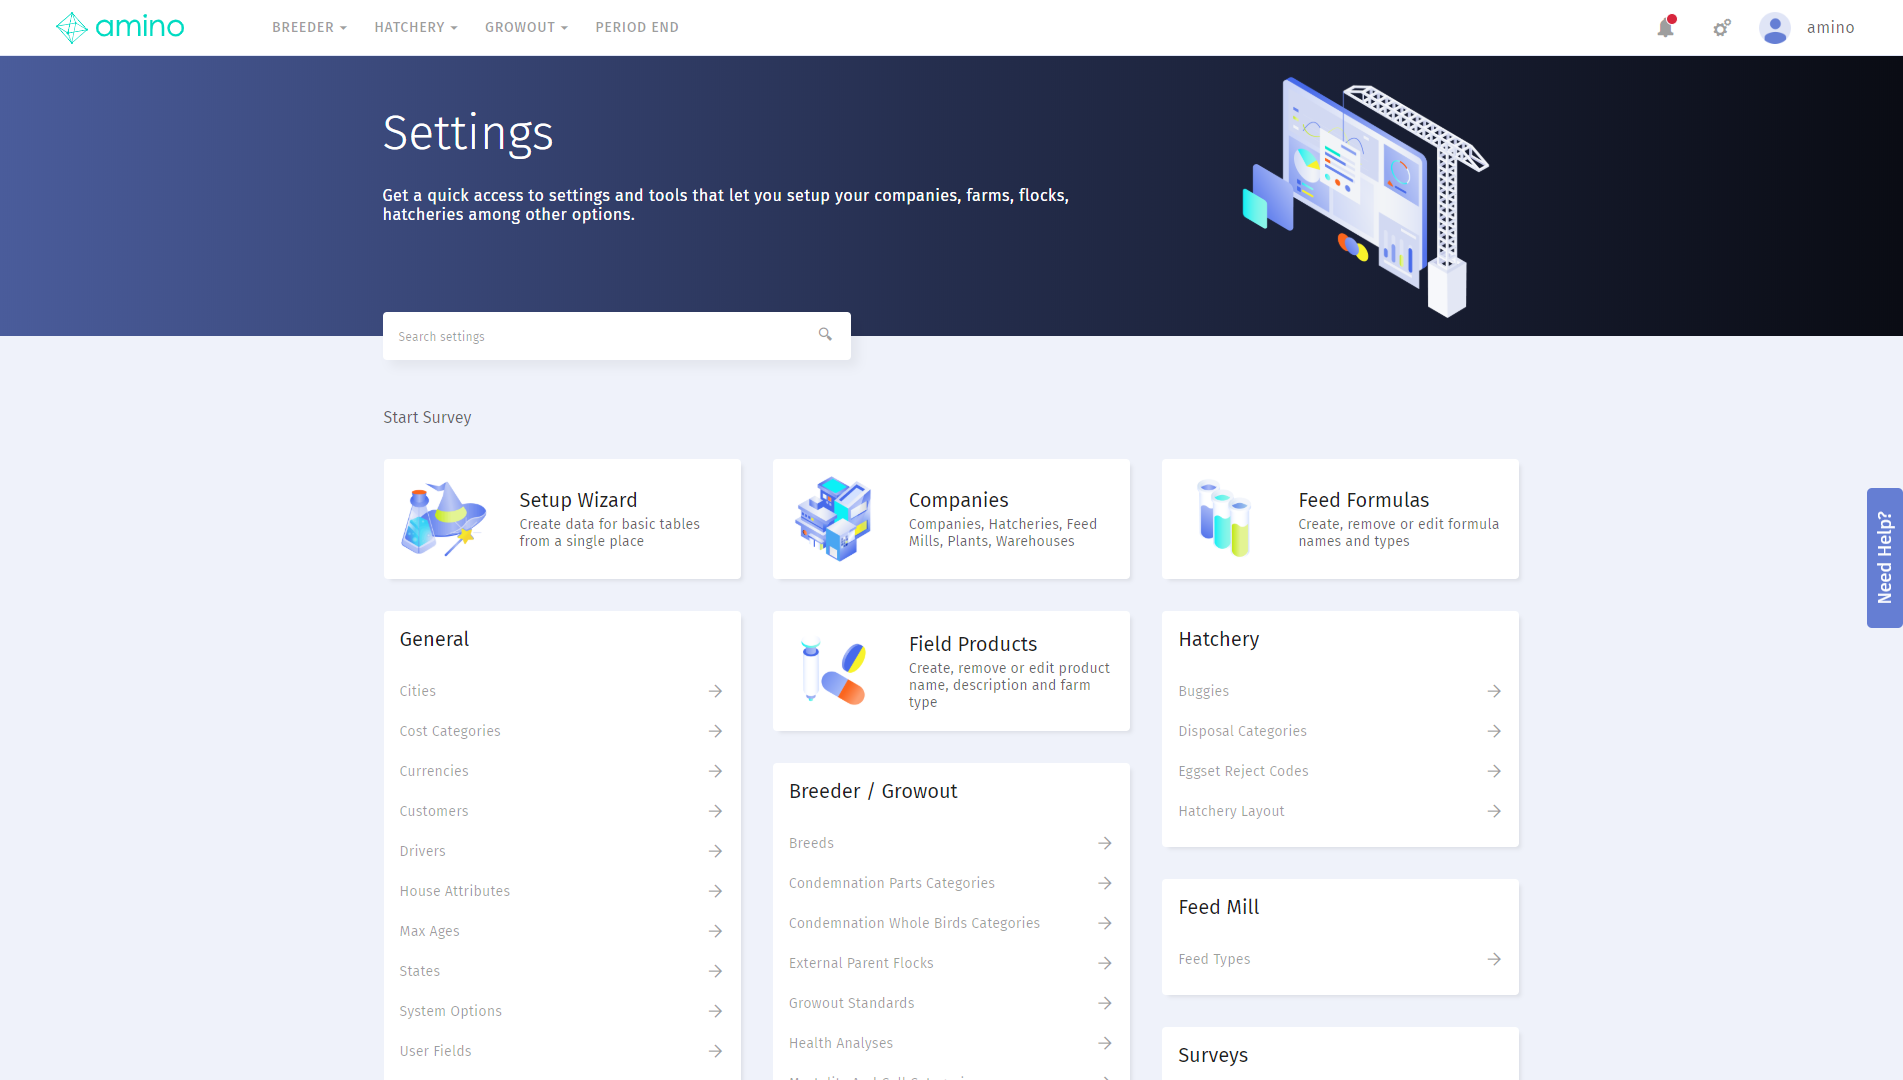 amino
BREEDER
HATCHERY
GROWOUT
PERIOD END
amino
Settings
Get a quick access to settings and tools that let you setup your companies, farms, flocks,
hatcheries among other options.
Search settings
Start Survey
Setup Wizard
Create data for basic tables
from a single place
Companies
Companies, Hatcheries, Feed
Mills, Plants, Warehouses
Feed Formulas
Create, remove or edit formula
names and types
Need Help?
General
Cities
Cost Categories
Currencies
Customers
Drivers
House Attributes
Max Ages
States
System Options
User Fields
Field Products
Create, remove or edit product
name, description and farm
type
Breeder / Growout
Breeds
Condemnation Parts Categories
Condemnation Whole Birds Categories
External Parent Flocks
Growout Standards
Health Analyses
Hatchery
Buggies
Disposal Categories
Eggset Reject Codes
Hatchery Layout
Feed Mill
Feed Types
Surveys